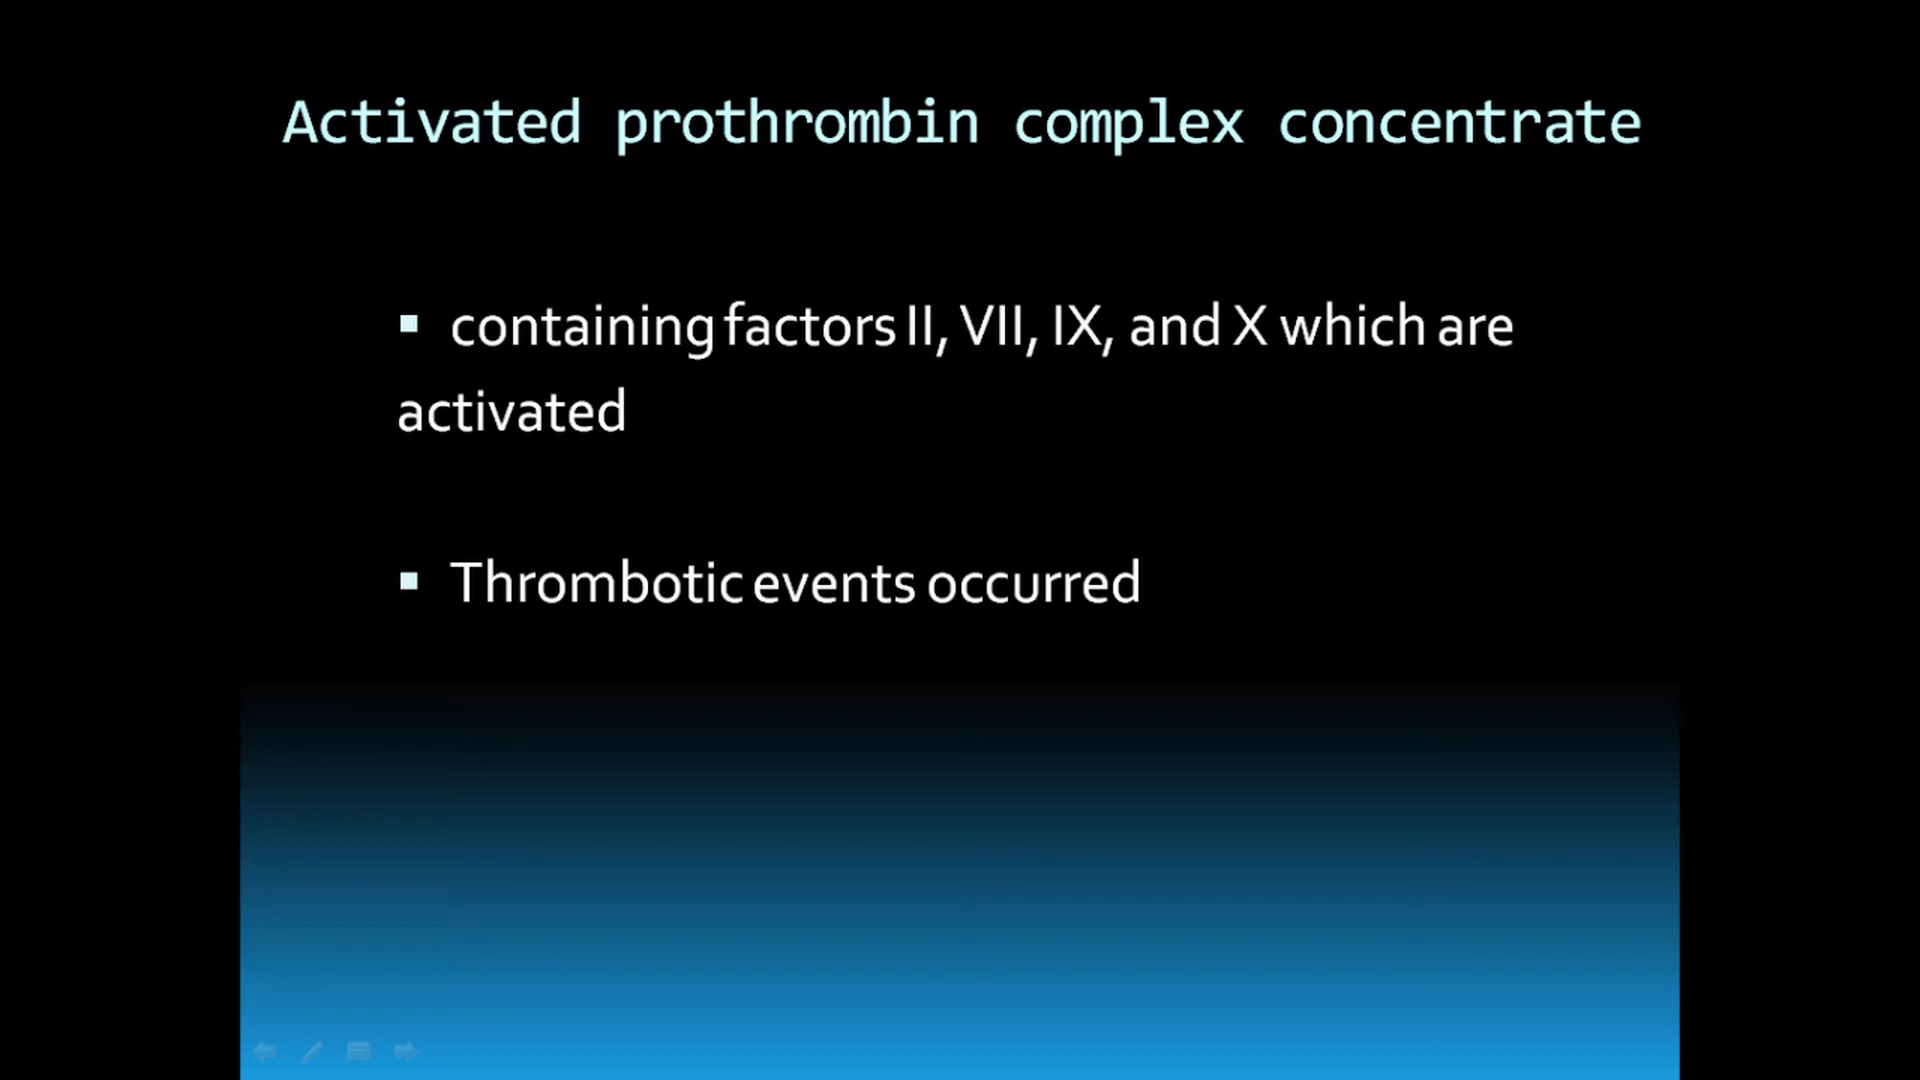 Activated prothrombin complex concentrate
▪ containing factors II, VII, IX, and X which are
activated
▪ Thrombotic events occurred